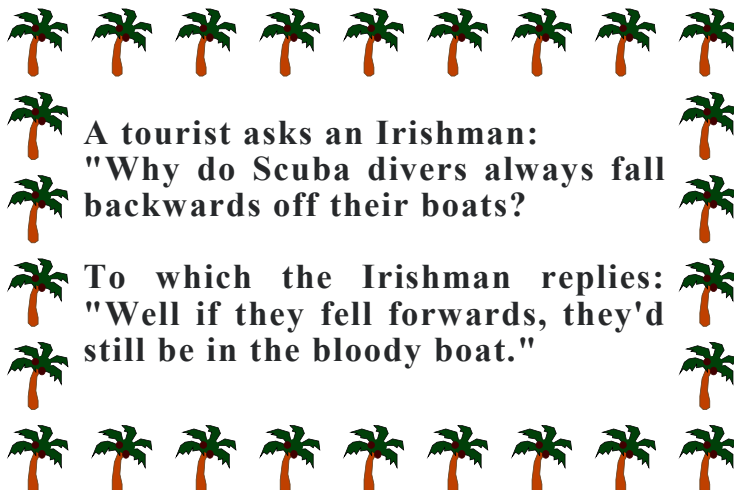 A tourist asks an Irishman:
"Why do Scuba divers always fall
backwards off their boats?
To which the Irishman replies:
"Well if they fell forwards, they'd
still be in the bloody boat."